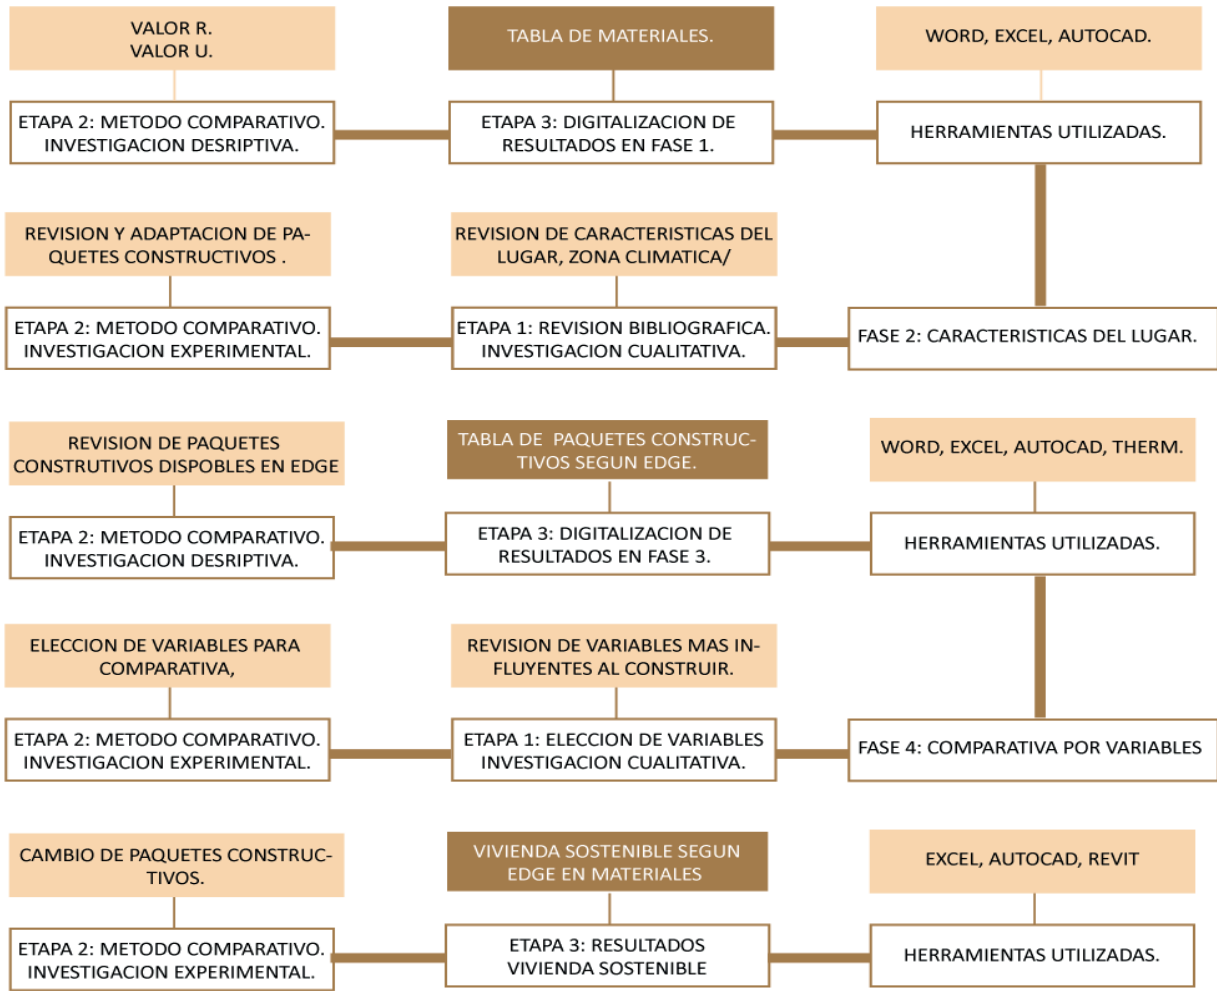 VALOR R.
VALOR U.
TABLA DE MATERIALES.
WORD, EXCEL, AUTOCAD.
ETAPA 2: METODO COMPARATIVO.
INVESTIGACION DESRIPTIVA.
ETAPA 3: DIGITALIZACION DE
RESULTADOS EN FASE 1.
HERRAMIENTAS UTILIZADAS.
REVISION Y ADAPTACION DE PA-
QUETES CONSTRUCTIVOS .
REVISION DE CARACTERISTICAS DEL
LUGAR, ZONA CLIMATICA/
ETAPA 2: METODO COMPARATIVO.
INVESTIGACION EXPERIMENTAL.
ETAPA 1: REVISION BIBLIOGRAFICA.
INVESTIGACION CUALITATIVA.
FASE 2: CARACTERISTICAS DEL LUGAR.
REVISION DE PAQUETES
CONSTRUTIVOS DISPOBLES EN EDGE
TABLA DE  PAQUETES CONSTRUC-
TIVOS SEGUN EDGE.
WORD, EXCEL, AUTOCAD, THERM.
ETAPA 2: METODO COMPARATIVO.
INVESTIGACION DESRIPTIVA.
ETAPA 3: DIGITALIZACION DE
RESULTADOS EN FASE 3.
HERRAMIENTAS UTILIZADAS.
ELECCION DE VARIABLES PARA
COMPARATIVA,
REVISION DE VARIABLES MAS IN-
FLUYENTES AL CONSTRUIR.
ETAPA 2: METODO COMPARATIVO.
INVESTIGACION EXPERIMENTAL.
ETAPA 1: ELECCION DE VARIABLES
INVESTIGACION CUALITATIVA.
FASE 4: COMPARATIVA POR VARIABLES
CAMBIO DE PAQUETES CONSTRUC-
TIVOS.
VIVIENDA SOSTENIBLE SEGUN
EDGE EN MATERIALES
EXCEL, AUTOCAD, REVIT
ETAPA 2: METODO COMPARATIVO.
INVESTIGACION EXPERIMENTAL.
ETAPA 3: RESULTADOS
VIVIENDA SOSTENIBLE
HERRAMIENTAS UTILIZADAS.